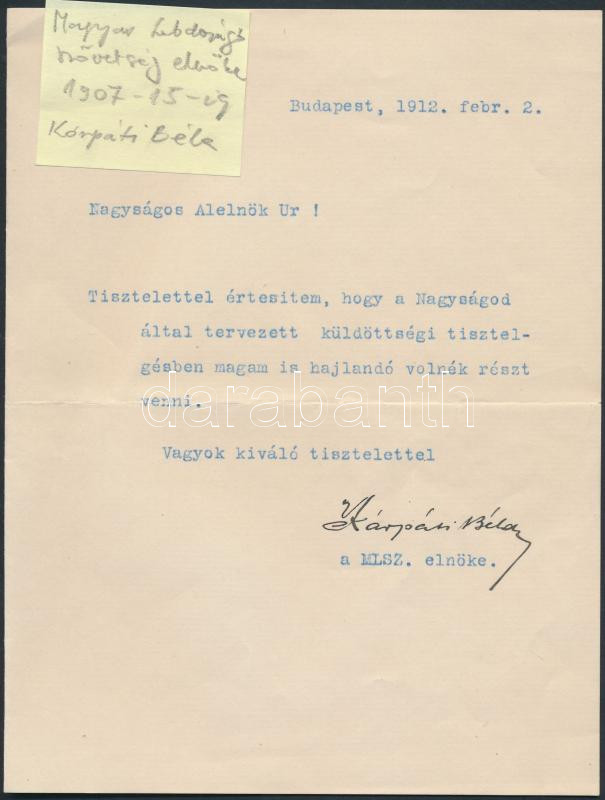 Magyar Labdarúgó
szövetség elnöke
1907-15-ig
Kárpáti Béla
Budapest, 1912. febr. 2.
Nagyságos Alelnök Ur !
Tisztelettel értesitem, hogy a Nagyságod
által tervezett küldöttségi tisztel-
gésben magam is hajlandó volnék részt
venni.
darabanth
Vagyok kiváló tisztelettel
Kárpáti Béla
a MLSZ. elnöke.